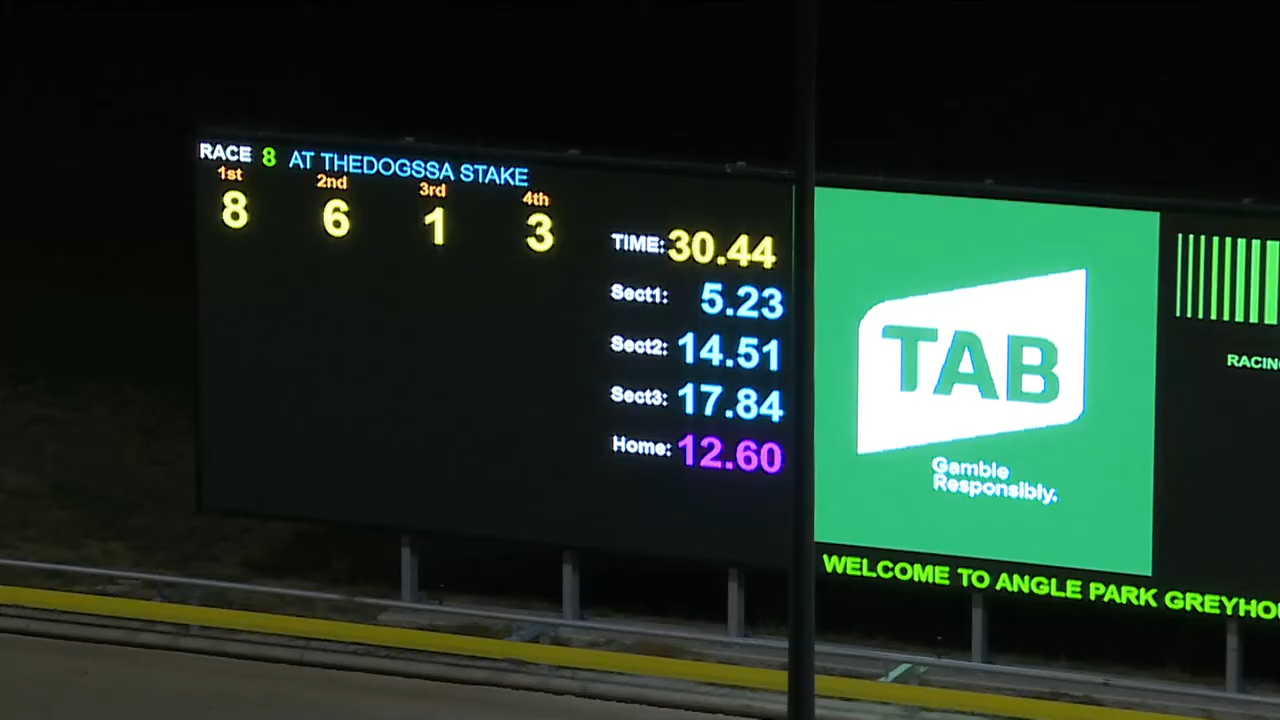 RACE 8 AT THEDOGSSA STAKE
1st 2nd 3rd 4th
8 6 1 3
TIME: 30.44
Sect1: 5.23
Sect2: 14.51
Sect3: 17.84
Home: 12.60
TAB
Gamble
Responsibly.
RACIN
WELCOME TO ANGLE PARK GREYHO